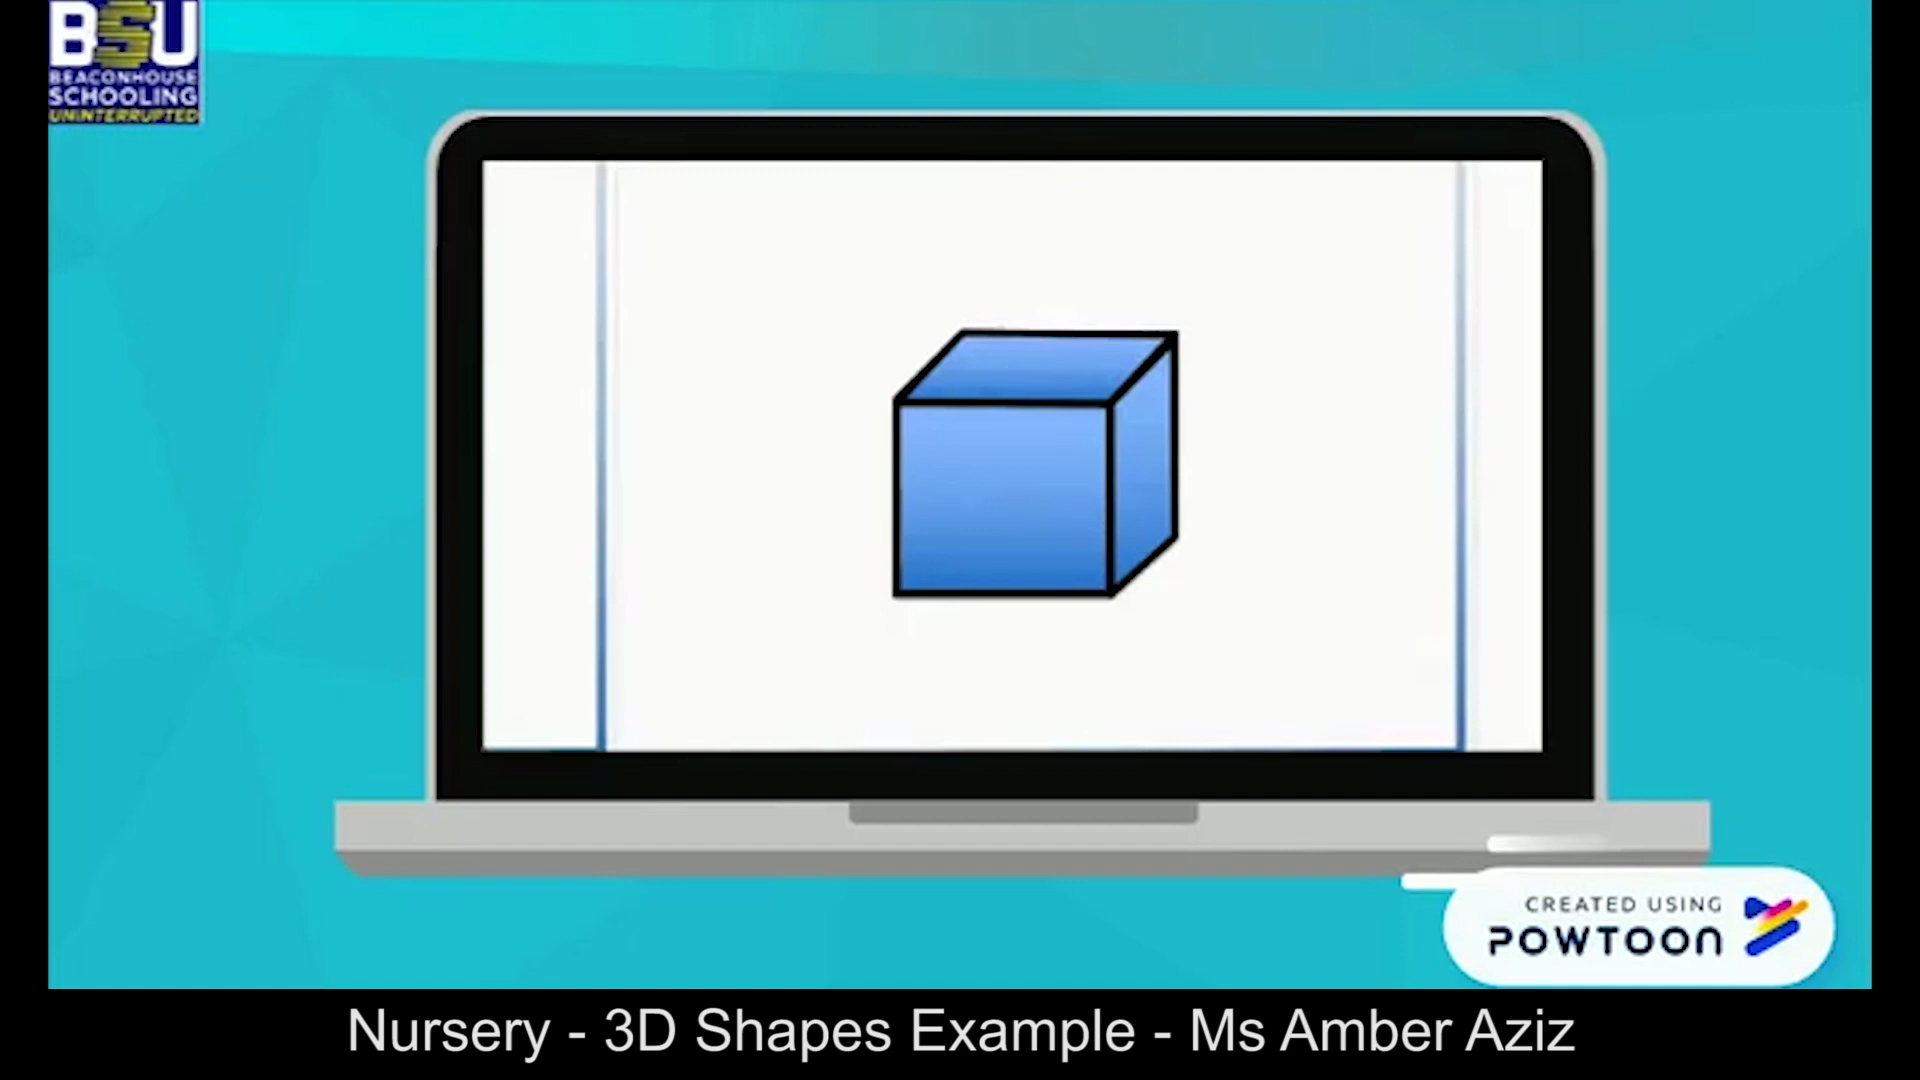 BSU
BEACONHOUSE
SCHOOLING
UNINTERRUPTED
CREATED USING
POWTOON
Nursery - 3D Shapes Example - Ms Amber Aziz